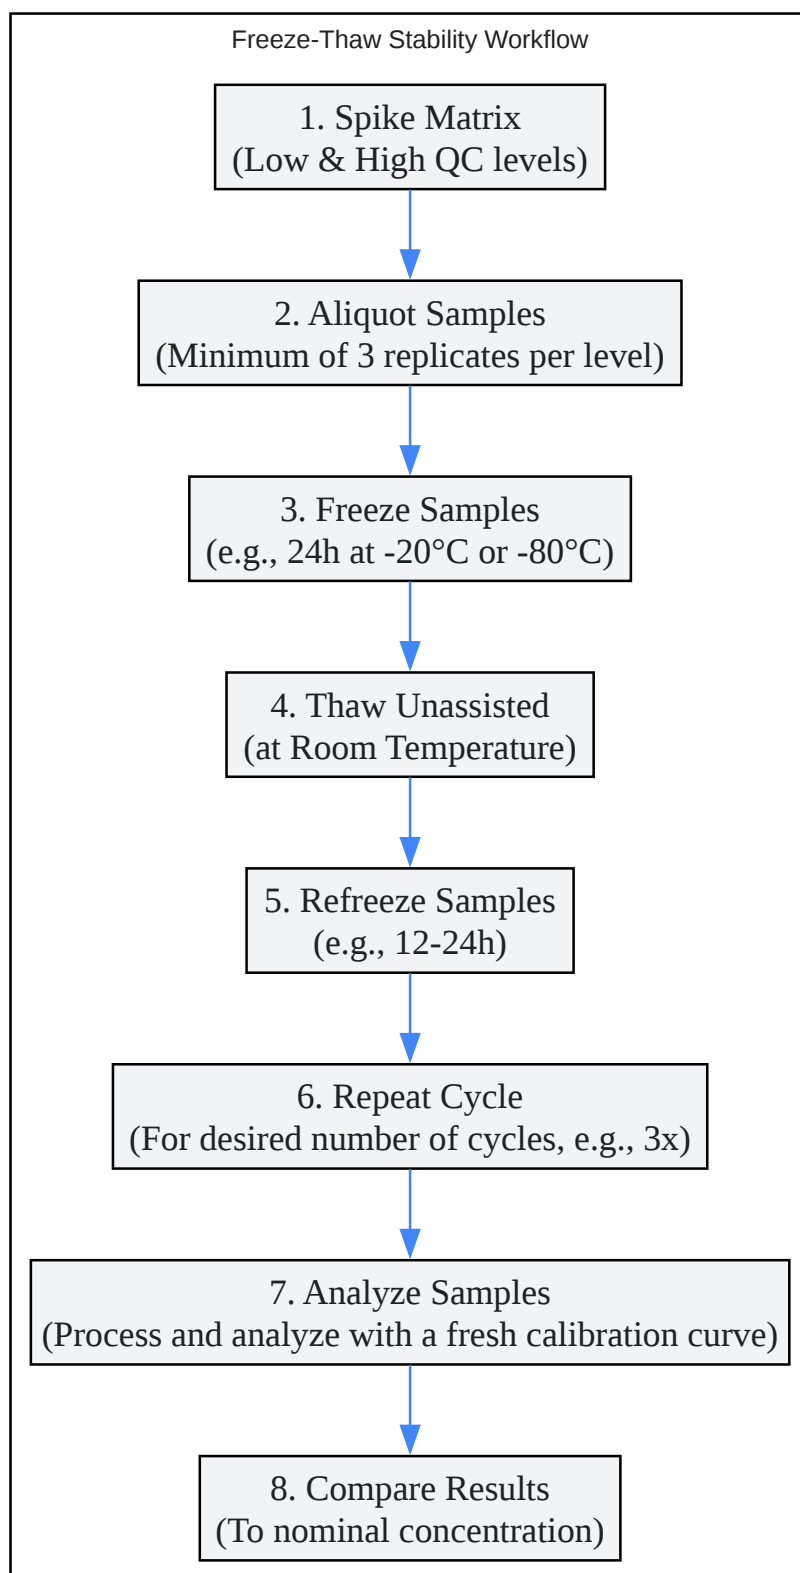 Freeze-Thaw Stability Workflow
1. Spike Matrix
(Low & High QC levels)
2. Aliquot Samples
(Minimum of 3 replicates per level)
3. Freeze Samples
(e.g., 24h at -20°C or -80°C)
4. Thaw Unassisted
(at Room Temperature)
5. Refreeze Samples
(e.g., 12-24h)
6. Repeat Cycle
(For desired number of cycles, e.g., 3x)
7. Analyze Samples
(Process and analyze with a fresh calibration curve)
8. Compare Results
(To nominal concentration)